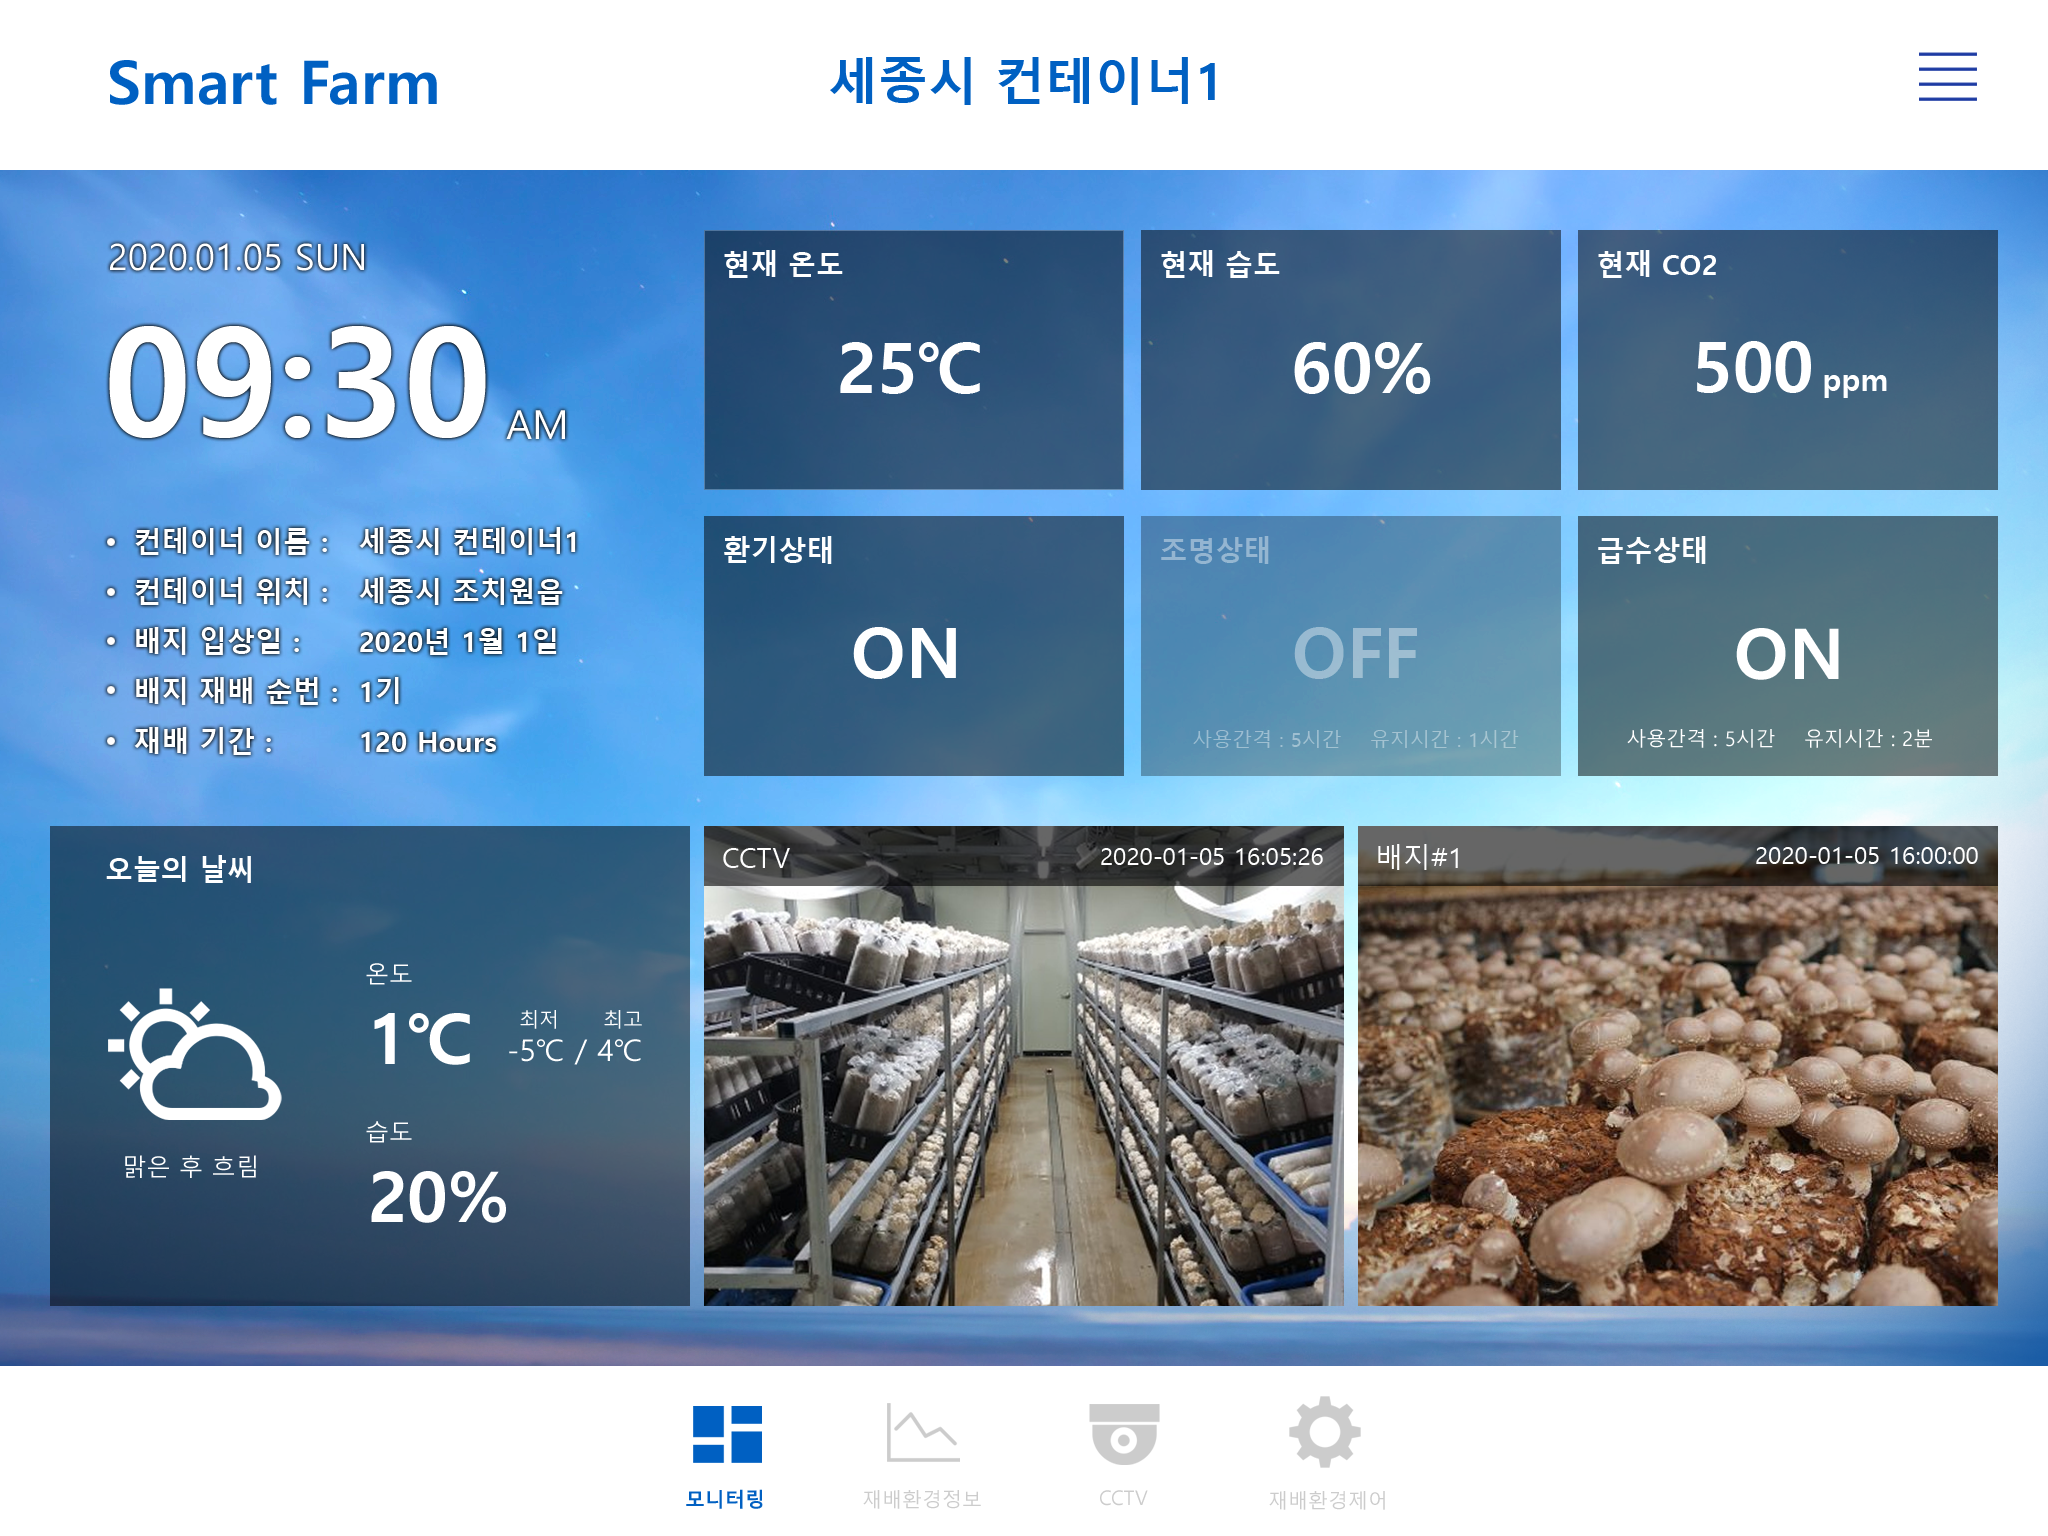 Smart Farm
세종시 컨테이너1
2020.01.05 SUN
09:30 AM
• 컨테이너 이름 : 세종시 컨테이너1
• 컨테이너 위치 : 세종시 조치원읍
• 배지 입상일 : 2020년 1월 1일
• 배지 재배 순번 : 1기
• 재배 기간 : 120 Hours
현재 온도
25℃
현재 습도
60%
현재 CO2
500 ppm
환기상태
ON
조명상태
OFF
사용간격 : 5시간 유지시간 : 1시간
급수상태
ON
사용간격 : 5시간 유지시간 : 2분
오늘의 날씨
맑은 후 흐림
온도
1℃
최저 최고
-5℃ / 4℃
습도
20%
CCTV 2020-01-05 16:05:26
배지#1 2020-01-05 16:00:00
모니터링
재배환경정보
CCTV
재배환경제어